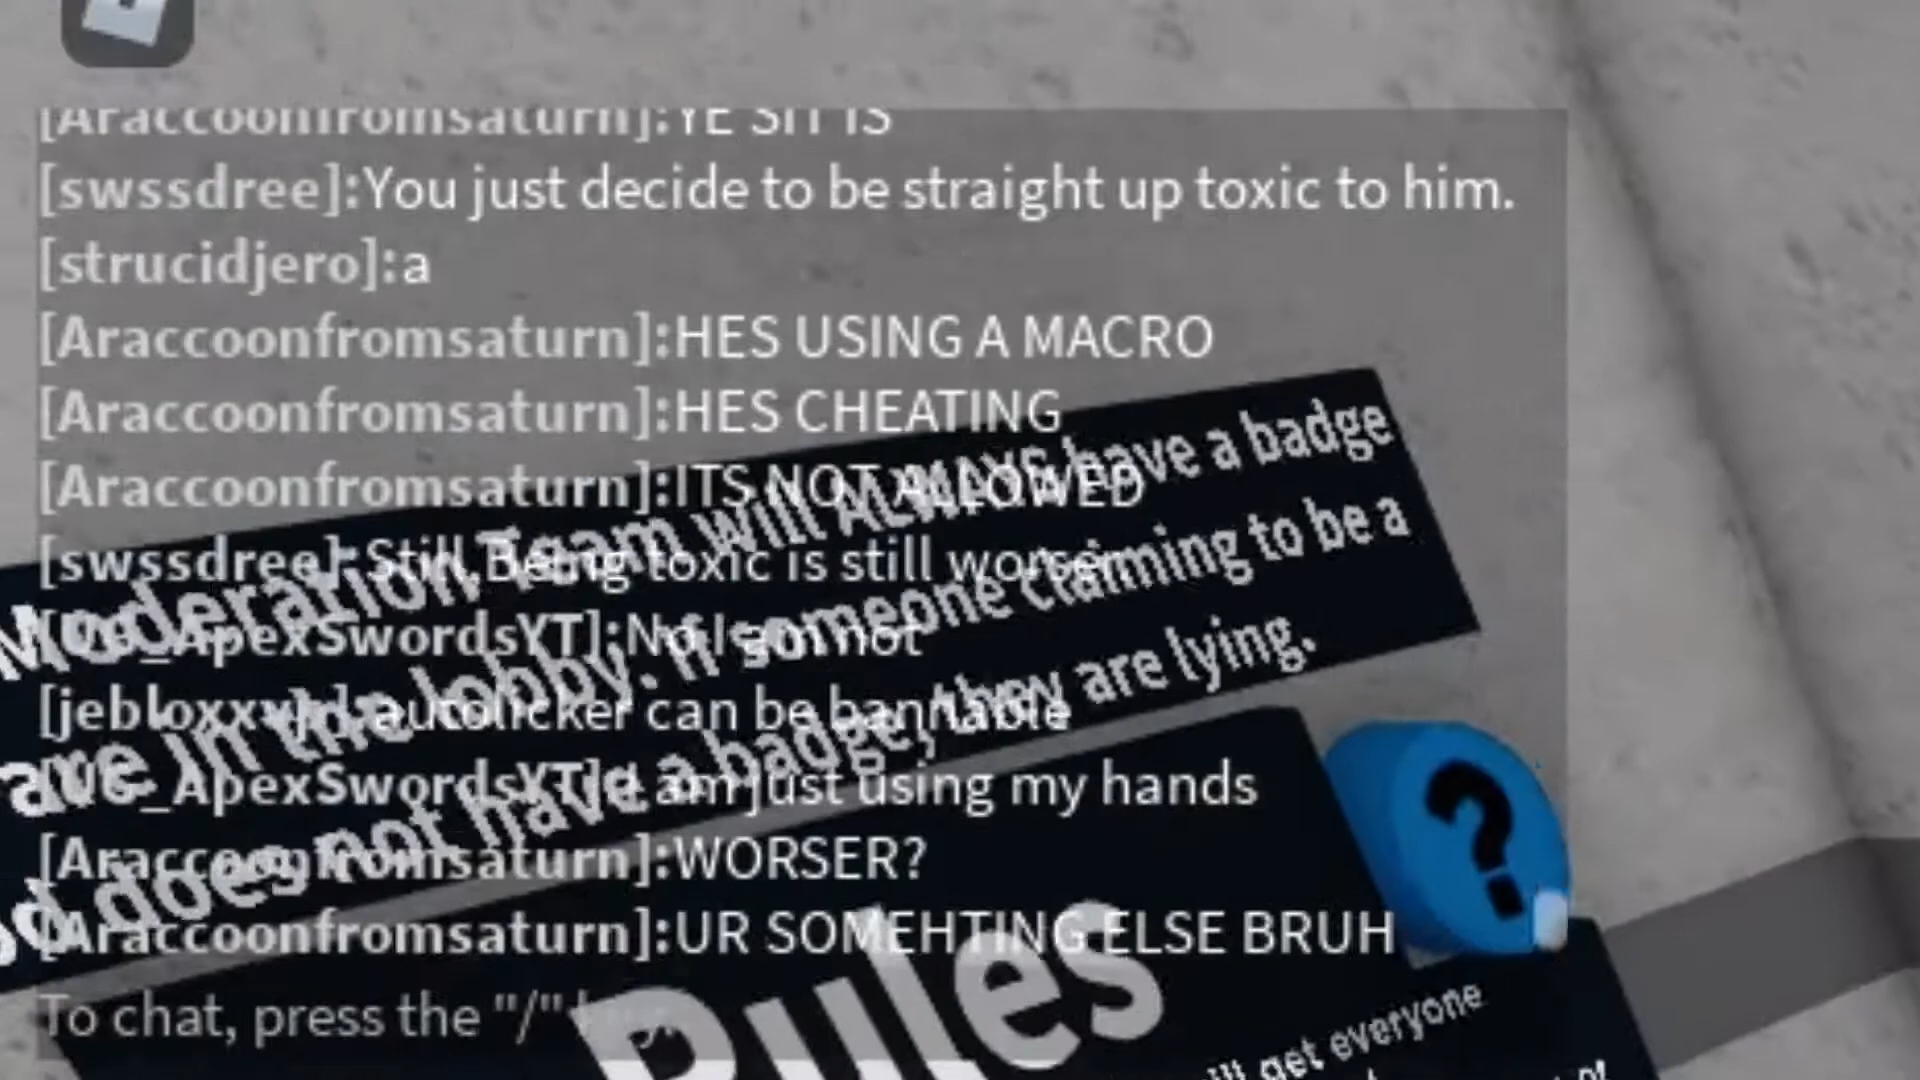 [Araccoonfromsaturn]:YE SIT IS
[swssdree]:You just decide to be straight up toxic to him.
[strucidjero]:a
[Araccoonfromsaturn]:HES USING A MACRO
[Araccoonfromsaturn]:HES CHEATING
[Araccoonfromsaturn]:ITS NOT ALLOWED
[swssdree]:Still Being toxic is still worser
ApexSwordsYT]:No I am not
can be bannable
ApexSwordsYT]:I am just using my hands
[Araccoonfromsaturn]:WORSER?
[Araccoonfromsaturn]:UR SOMEHTING ELSE BRUH
To chat, press the "/"
Moderation Team will ALWAYS have a badge
are in the lobby. If someone claiming to be a
does not have a badge, they are lying.
Rules
get everyone